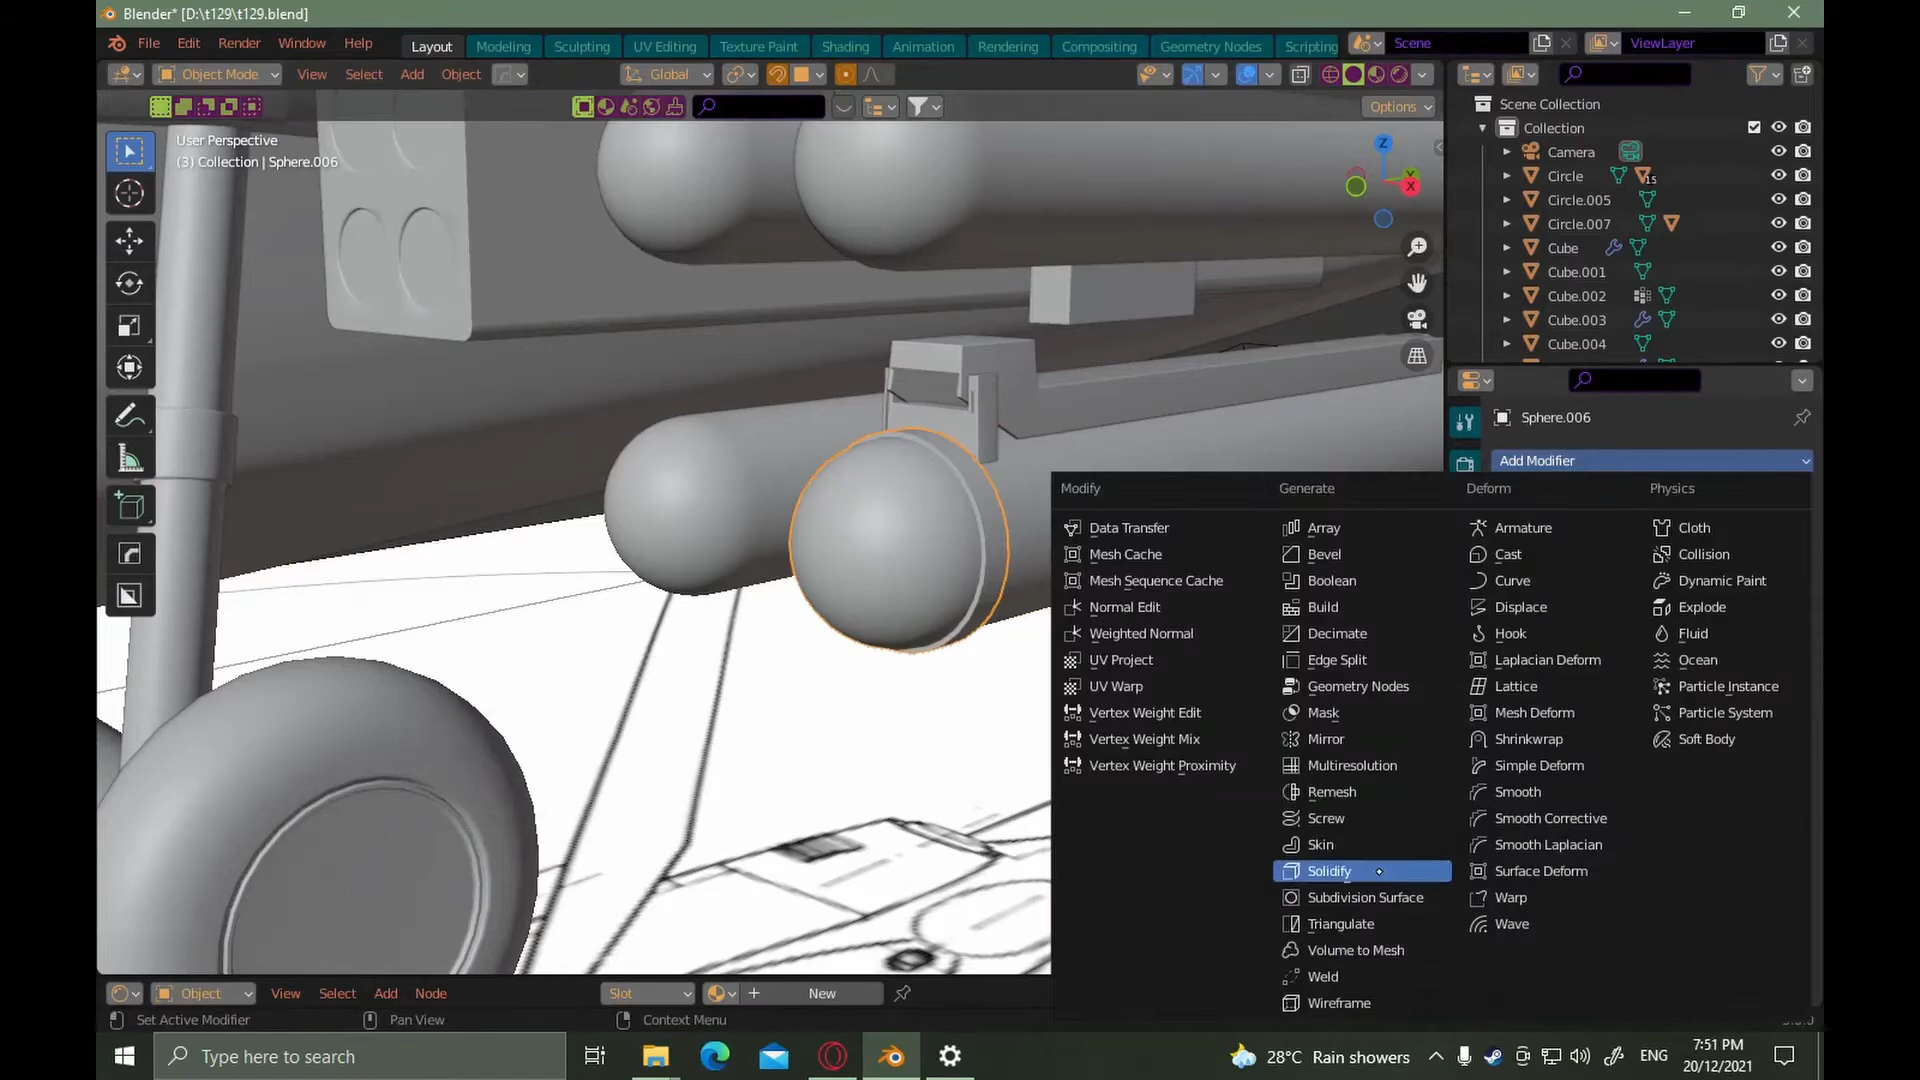 Blender* [D:\t129\t129.blend]
File Edit Render Window Help
Layout Modeling Sculpting UV Editing Texture Paint Shading Animation Rendering Compositing Geometry Nodes Scripting
Scene
ViewLayer
Object Mode View Select Add Object
Global
Options
User Perspective
(3) Collection | Sphere.006
Z
Y
X
Scene Collection
Collection
Camera
Circle
15
Circle.005
Circle.007
Cube
Cube.001
Cube.002
Cube.003
Cube.004
Sphere.006
Add Modifier
Modify
Data Transfer
Mesh Cache
Mesh Sequence Cache
Normal Edit
Weighted Normal
UV Project
UV Warp
Vertex Weight Edit
Vertex Weight Mix
Vertex Weight Proximity
Generate
Array
Bevel
Boolean
Build
Decimate
Edge Split
Geometry Nodes
Mask
Mirror
Multiresolution
Remesh
Screw
Skin
Solidify
Subdivision Surface
Triangulate
Volume to Mesh
Weld
Wireframe
Deform
Armature
Cast
Curve
Displace
Hook
Laplacian Deform
Lattice
Mesh Deform
Shrinkwrap
Simple Deform
Smooth
Smooth Corrective
Smooth Laplacian
Surface Deform
Warp
Wave
Physics
Cloth
Collision
Dynamic Paint
Explode
Fluid
Ocean
Particle Instance
Particle System
Soft Body
Object View Select Add Node
Slot
New
Set Active Modifier
Pan View
Context Menu
Type here to search
28°C Rain showers
ENG
7:51 PM
20/12/2021